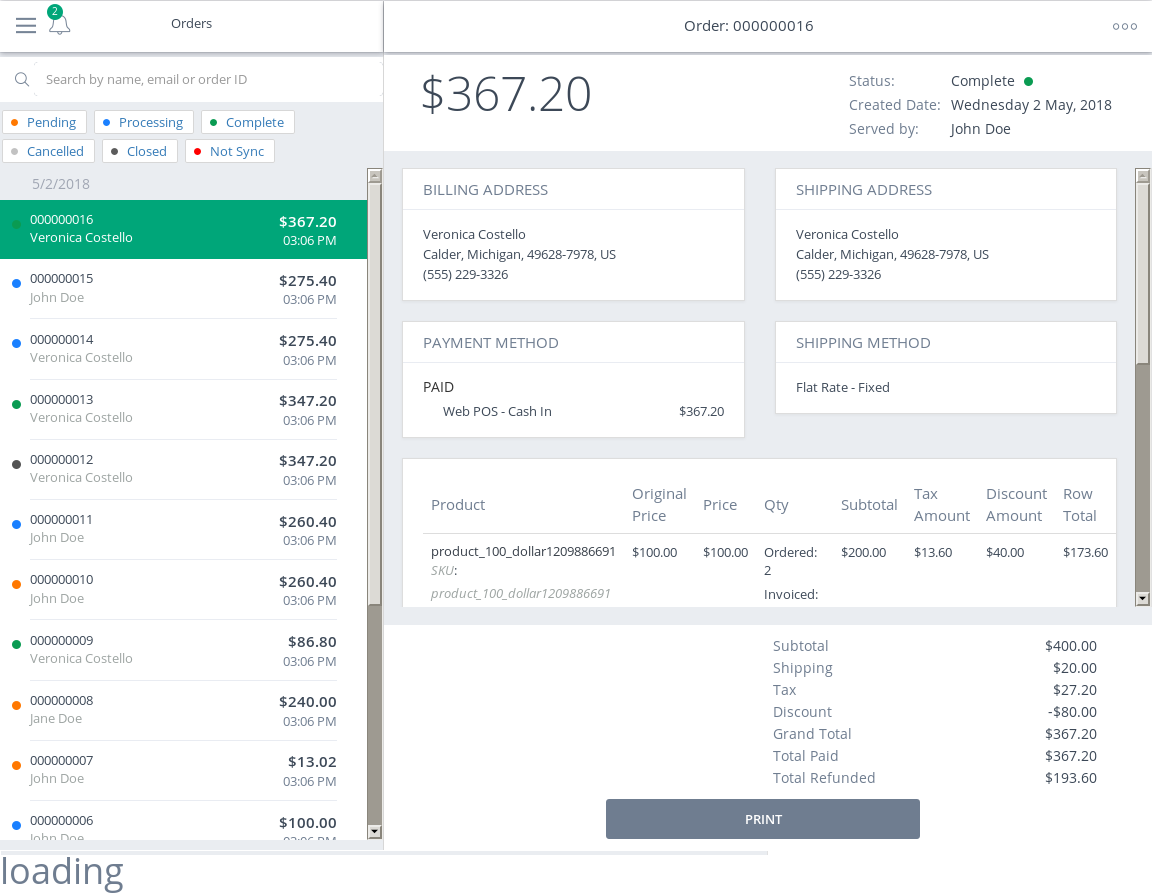 2
Orders
Search by name, email or order ID
Pending
Processing
Complete
Cancelled
Closed
Not Sync
5/2/2018
000000016 $367.20
Veronica Costello 03:06 PM
000000015 $275.40
John Doe 03:06 PM
000000014 $275.40
Veronica Costello 03:06 PM
000000013 $347.20
Veronica Costello 03:06 PM
000000012 $347.20
Veronica Costello 03:06 PM
000000011 $260.40
John Doe 03:06 PM
000000010 $260.40
John Doe 03:06 PM
000000009 $86.80
Veronica Costello 03:06 PM
000000008 $240.00
Jane Doe 03:06 PM
000000007 $13.02
John Doe 03:06 PM
000000006 $100.00
John Doe 03:06 PM
Order: 000000016
$367.20
Status: Complete
Created Date: Wednesday 2 May, 2018
Served by: John Doe
BILLING ADDRESS
Veronica Costello
Calder, Michigan, 49628-7978, US
(555) 229-3326
SHIPPING ADDRESS
Veronica Costello
Calder, Michigan, 49628-7978, US
(555) 229-3326
PAYMENT METHOD
PAID
Web POS - Cash In $367.20
SHIPPING METHOD
Flat Rate - Fixed
Product
Original
Price
Price
Qty
Subtotal
Tax
Amount
Discount
Amount
Row
Total
product_100_dollar1209886691 $100.00 $100.00 Ordered: $200.00 $13.60 $40.00 $173.60
SKU: 2
product_100_dollar1209886691 Invoiced:
Subtotal $400.00
Shipping $20.00
Tax $27.20
Discount -$80.00
Grand Total $367.20
Total Paid $367.20
Total Refunded $193.60
PRINT
loading